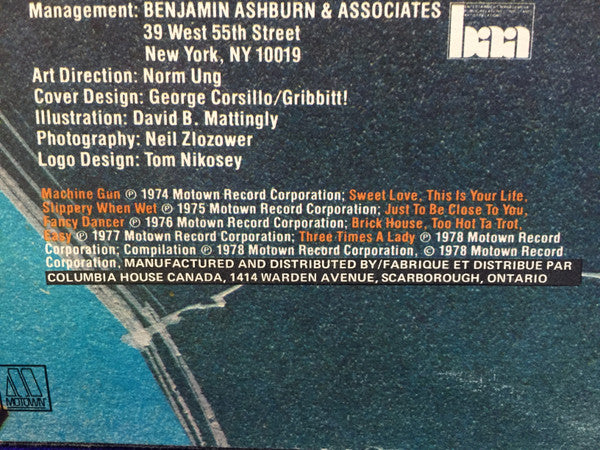 Management: BENJAMIN ASHBURN & ASSOCIATES
39 West 55th Street
New York, NY 10019
baa
Art Direction: Norm Ung
Cover Design: George Corsillo/Gribbitt!
Illustration: David B. Mattingly
Photography: Neil Zlozower
Logo Design: Tom Nikosey
Machine Gun ℗ 1974 Motown Record Corporation; Sweet Love, This Is Your Life,
Slippery When Wet ℗ 1975 Motown Record Corporation; Just To Be Close To You,
Fancy Dancer ℗ 1976 Motown Record Corporation; Brick House, Too Hot Ta Trot,
Easy ℗ 1977 Motown Record Corporation; Three Times A Lady ℗ 1978 Motown Record
Corporation; Compilation ℗ 1978 Motown Record Corporation, © 1978 Motown Record
Corporation, MANUFACTURED AND DISTRIBUTED BY/FABRIQUE ET DISTRIBUE PAR
COLUMBIA HOUSE CANADA, 1414 WARDEN AVENUE, SCARBOROUGH, ONTARIO
MOTOWN